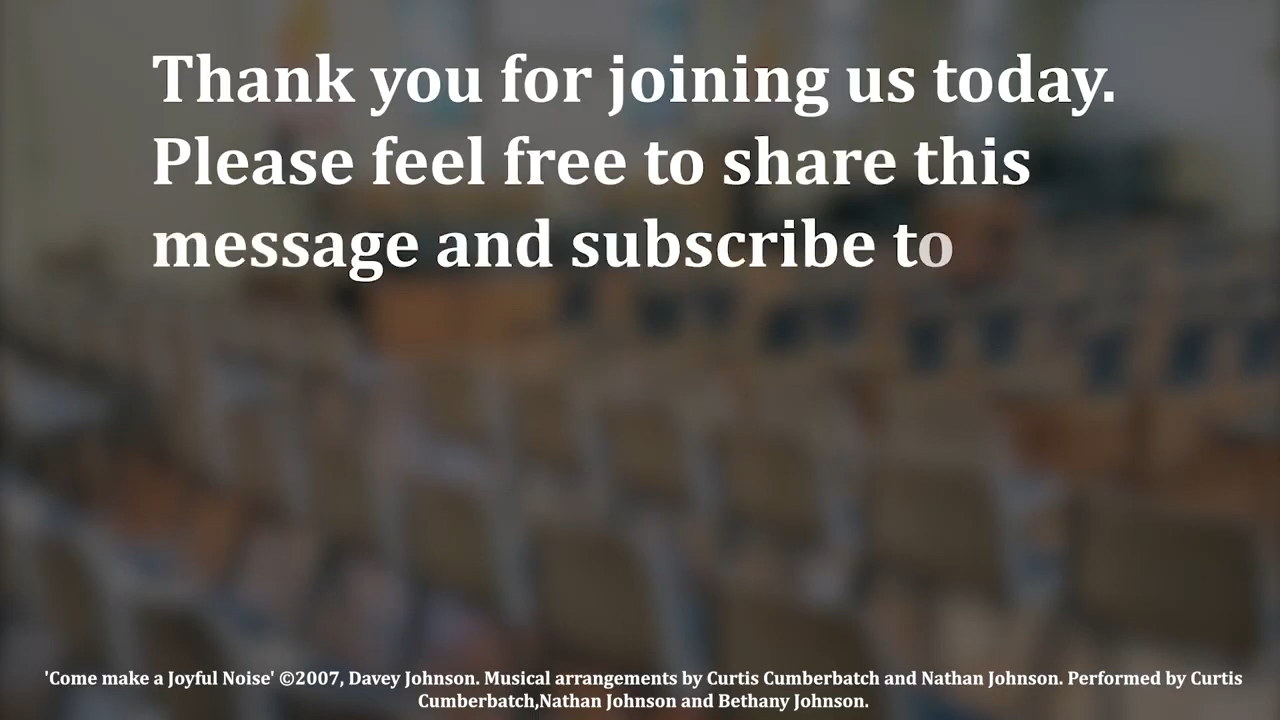 Thank you for joining us today.
Please feel free to share this
message and subscribe to
'Come make a Joyful Noise' ©2007, Davey Johnson. Musical arrangements by Curtis Cumberbatch and Nathan Johnson. Performed by Curtis
Cumberbatch,Nathan Johnson and Bethany Johnson.